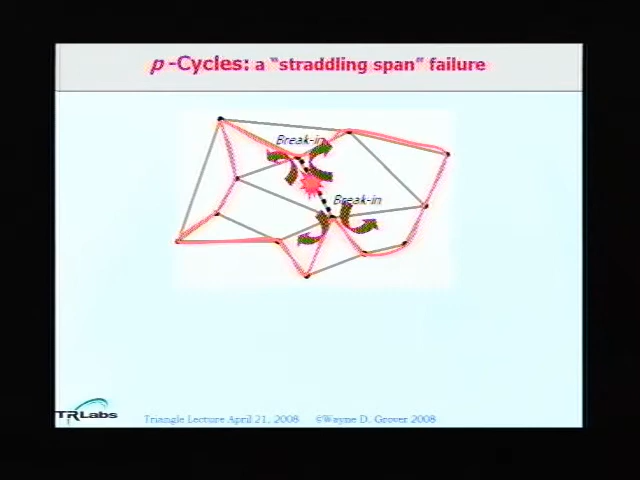 p-Cycles: a “straddling span” failure
Break-in
Break-in
TRLabs
Triangle Lecture April 21, 2008 ©Wayne D. Grover 2008